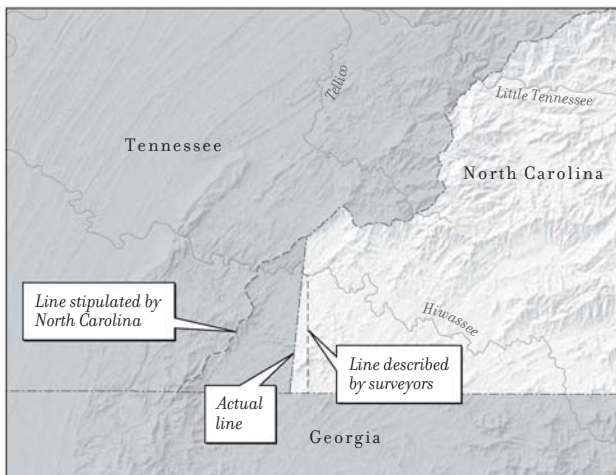 Tellico
Little Tennessee
Tennessee
North Carolina
Line stipulated by
North Carolina
Hiwassee
Line described
by surveyors
Actual
line
Georgia